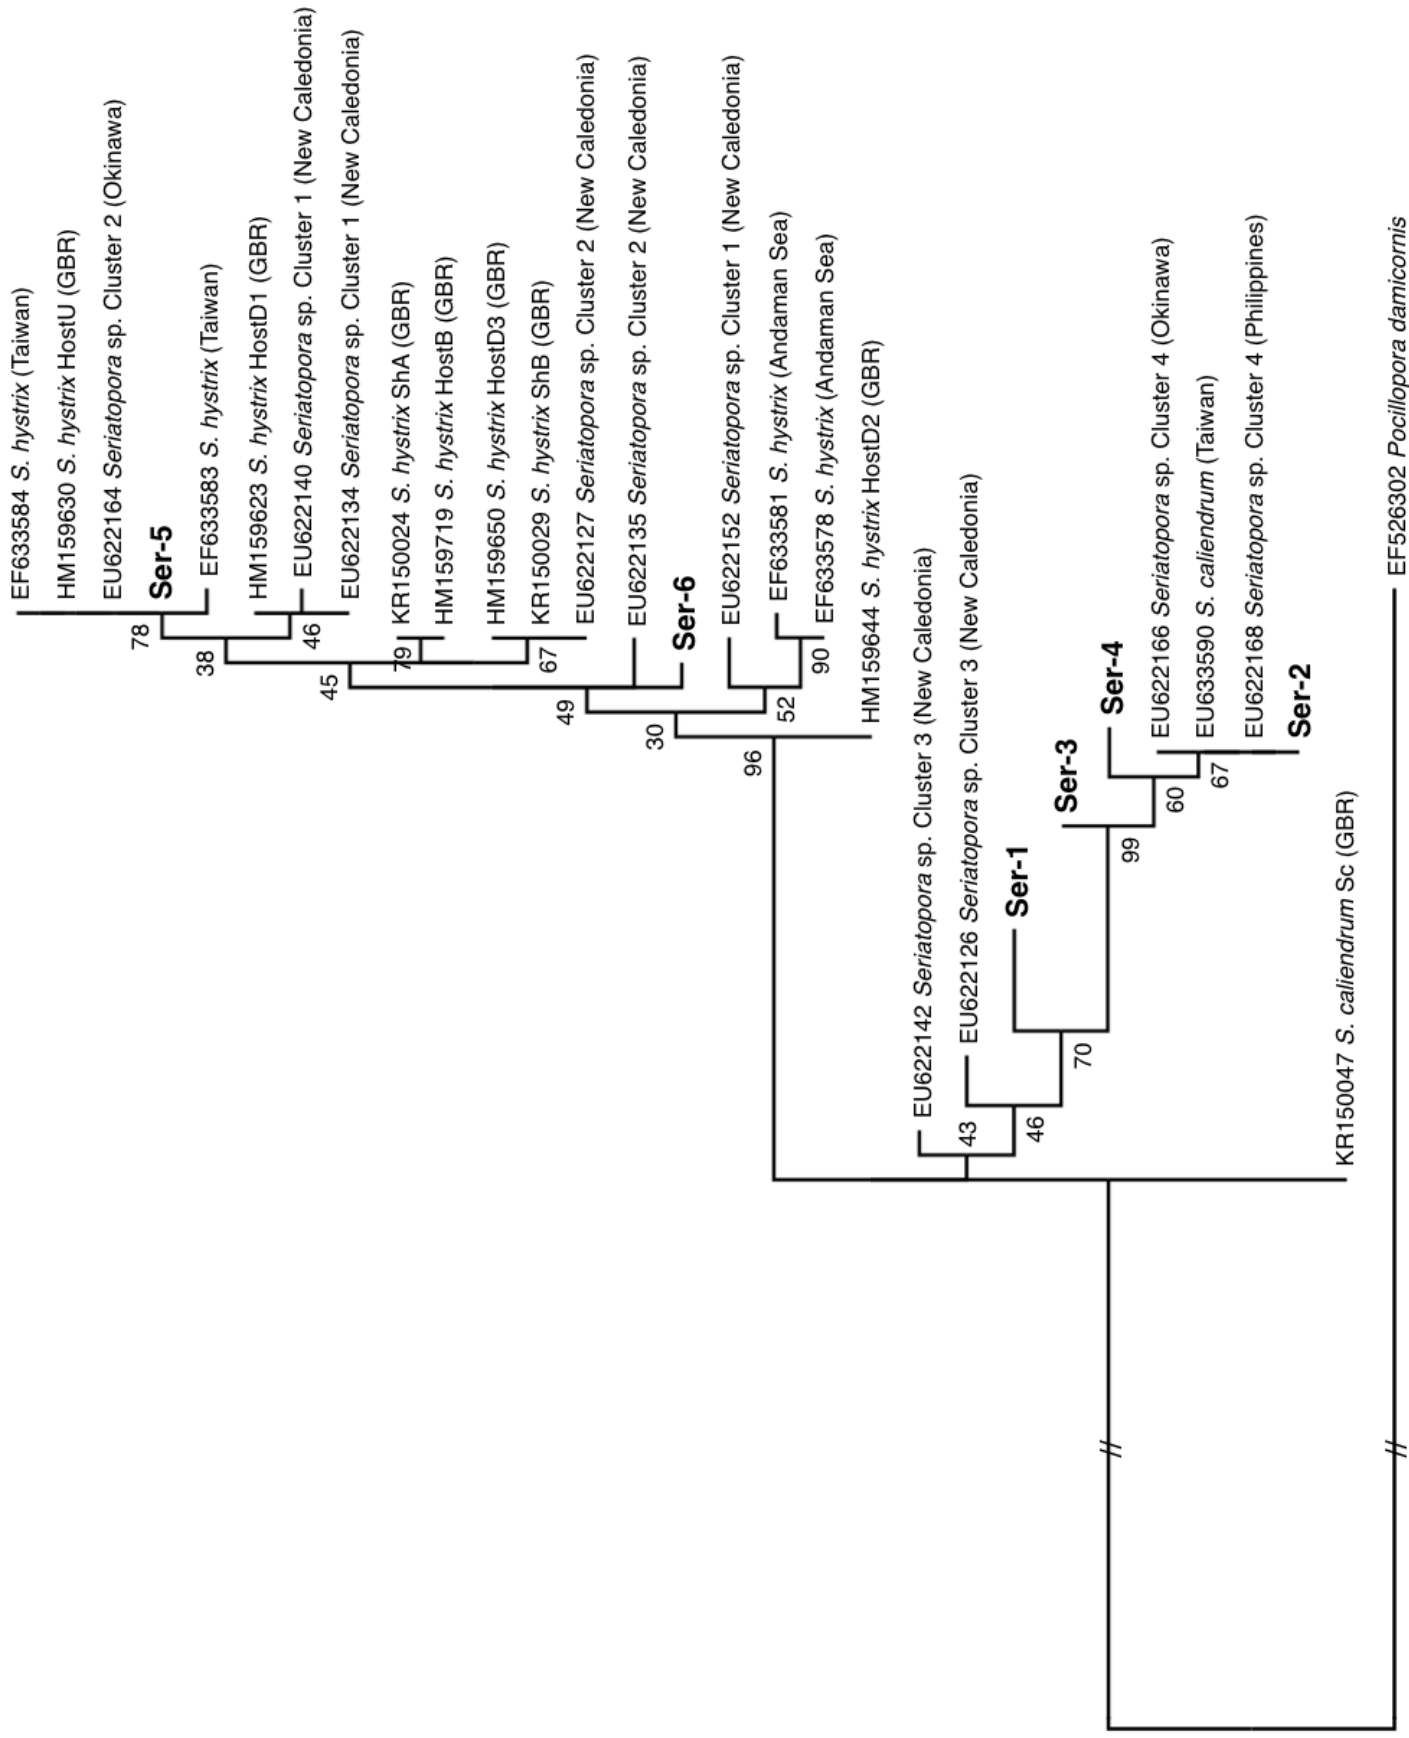 EF633584 S. hystrix (Taiwan)
HM159630 S. hystrix HostU (GBR)
EU622164 Seriatopora sp. Cluster 2 (Okinawa)
Ser-5
EF633583 S. hystrix (Taiwan)
HM159623 S. hystrix HostD1 (GBR)
EU622140 Seriatopora sp. Cluster 1 (New Caledonia)
EU622134 Seriatopora sp. Cluster 1 (New Caledonia)
KR150024 S. hystrix ShA (GBR)
HM159719 S. hystrix HostB (GBR)
HM159650 S. hystrix HostD3 (GBR)
KR150029 S. hystrix ShB (GBR)
EU622127 Seriatopora sp. Cluster 2 (New Caledonia)
EU622135 Seriatopora sp. Cluster 2 (New Caledonia)
Ser-6
EU622152 Seriatopora sp. Cluster 1 (New Caledonia)
EF633581 S. hystrix (Andaman Sea)
EF633578 S. hystrix (Andaman Sea)
HM159644 S. hystrix HostD2 (GBR)
EU622142 Seriatopora sp. Cluster 3 (New Caledonia)
EU622126 Seriatopora sp. Cluster 3 (New Caledonia)
Ser-1
Ser-3
Ser-4
EU622166 Seriatopora sp. Cluster 4 (Okinawa)
EU633590 S. caliendrum (Taiwan)
EU622168 Seriatopora sp. Cluster 4 (Philippines)
Ser-2
KR150047 S. caliendrum Sc (GBR)
EF526302 Pocillopora damicornis
78
38
46
45
79
67
49
30
52
90
96
43
46
70
99
60
67
//
//